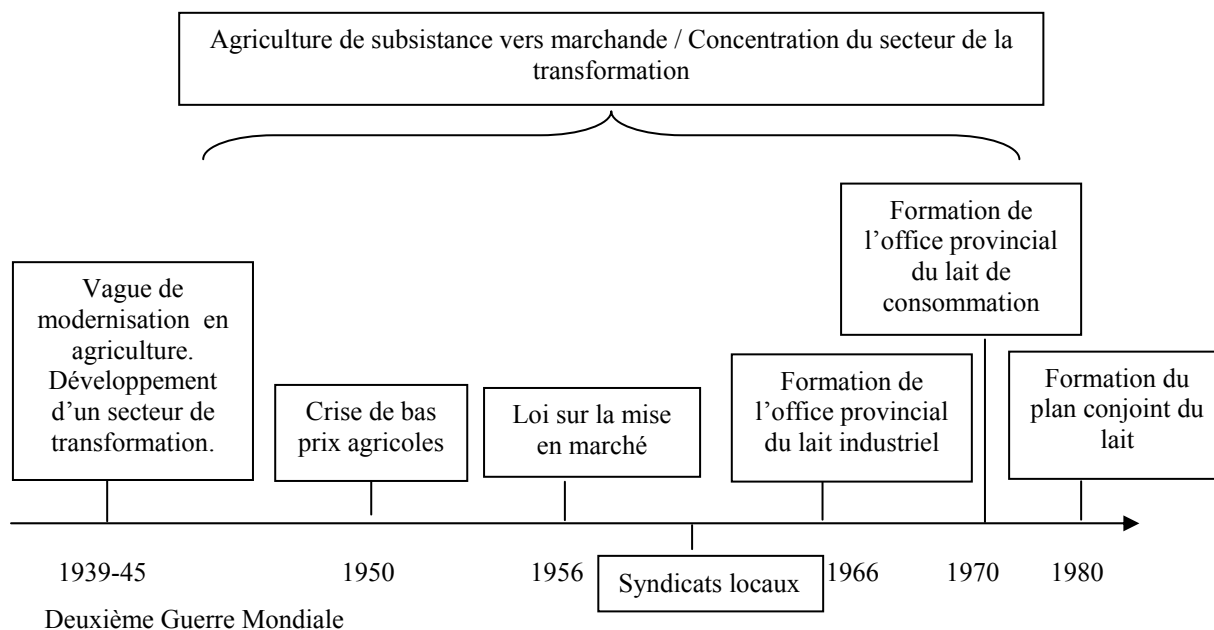 Agriculture de subsistance vers marchande / Concentration du secteur de la
transformation
Formation de
l’office provincial
du lait de
consommation
Vague de
modernisation en
agriculture.
Développement
d’un secteur de
transformation.
Crise de bas
prix agricoles
Loi sur la mise
en marché
Formation de
l’office provincial
du lait industriel
Formation du
plan conjoint du
lait
1939-45
1950
1956
Syndicats locaux
1966
1970
1980
Deuxième Guerre Mondiale